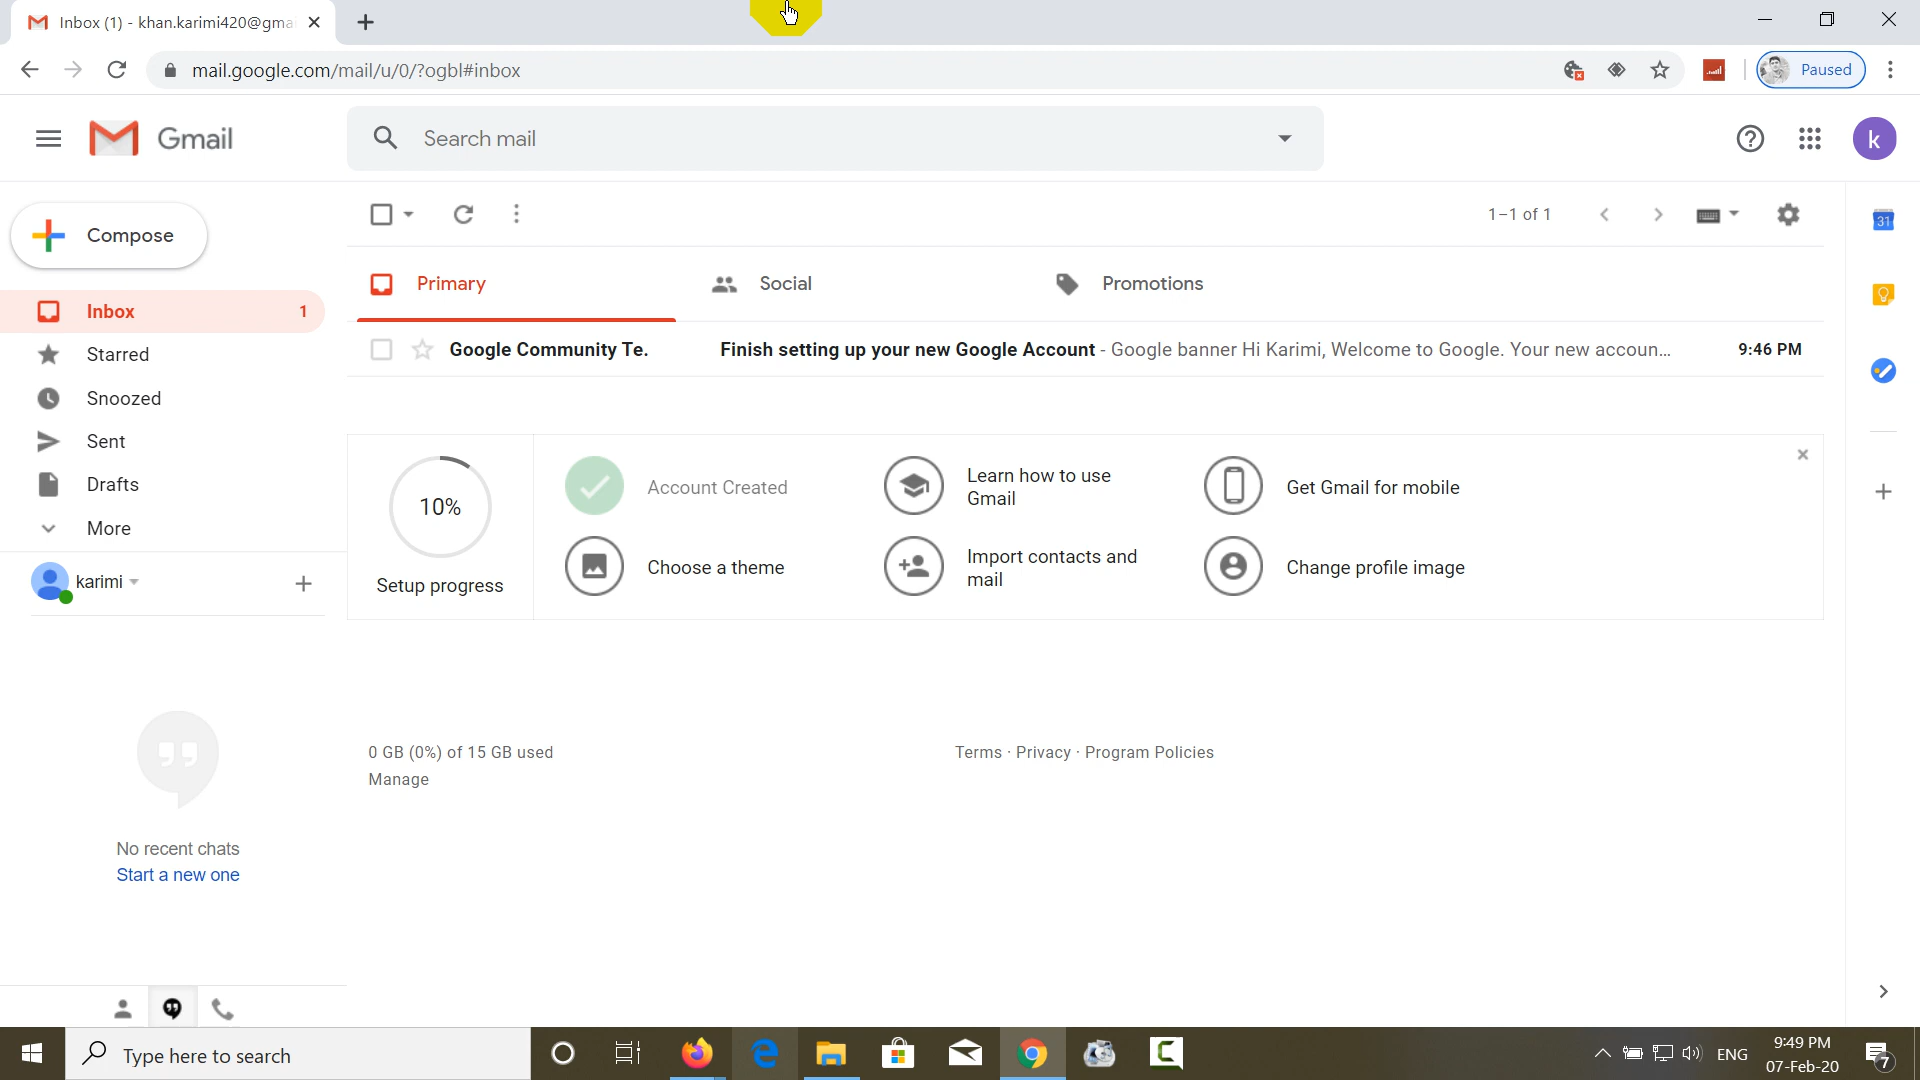 Inbox (1) - khan.karimi420@gma
mail.google.com/mail/u/0/?ogbl#inbox
Paused
Gmail
Search mail
k
Compose
1–1 of 1
31
Primary
Social
Promotions
Inbox 1
Starred
Snoozed
Sent
Drafts
More
Google Community Te. Finish setting up your new Google Account - Google banner Hi Karimi, Welcome to Google. Your new accoun... 9:46 PM
10%
Setup progress
Account Created
Learn how to use
Gmail
Get Gmail for mobile
Choose a theme
Import contacts and
mail
Change profile image
karimi
0 GB (0%) of 15 GB used
Manage
Terms · Privacy · Program Policies
No recent chats
Start a new one
Type here to search
ENG
9:49 PM
07-Feb-20
7